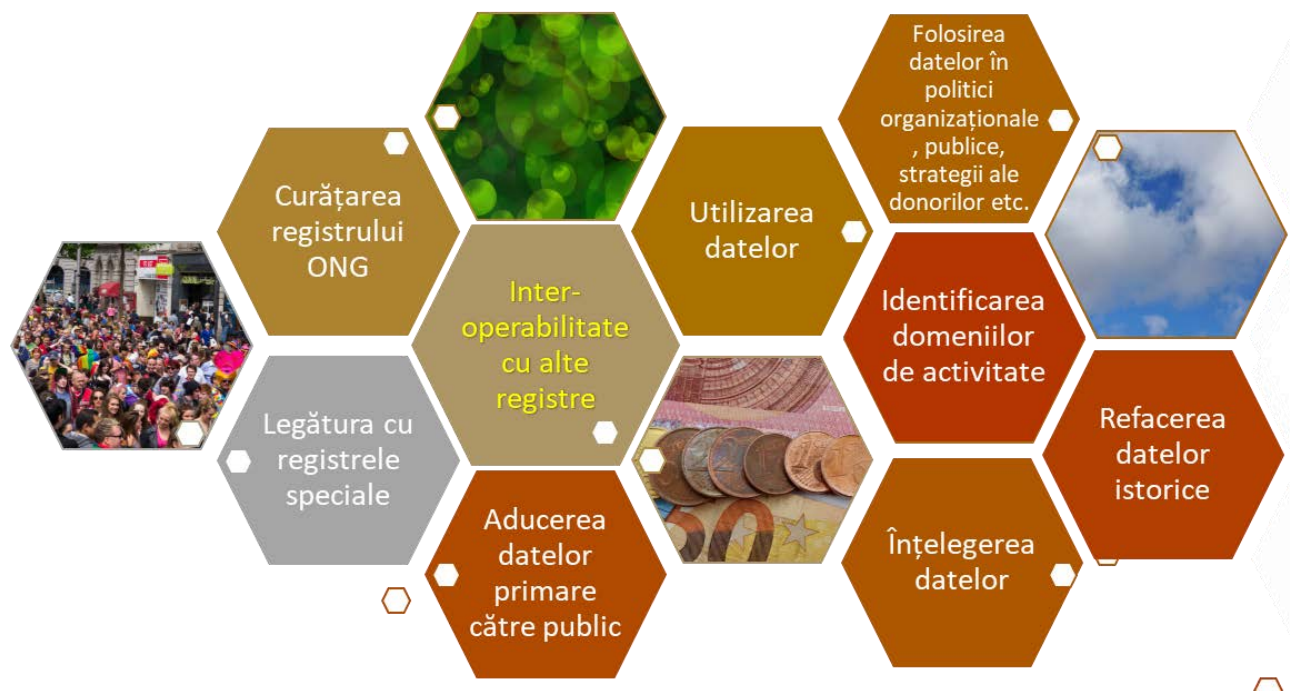 Curățarea
registrului
ONG
Legătura cu
registrele
speciale
Inter-
operabilitate
cu alte
registre
Aducerea
datelor
primare
către public
Utilizarea
datelor
Folosirea
datelor în
politici
organizaționale
, publice,
strategii ale
donorilor etc.
Identificarea
domeniilor
de activitate
Înțelegerea
datelor
Refacerea
datelor
istorice